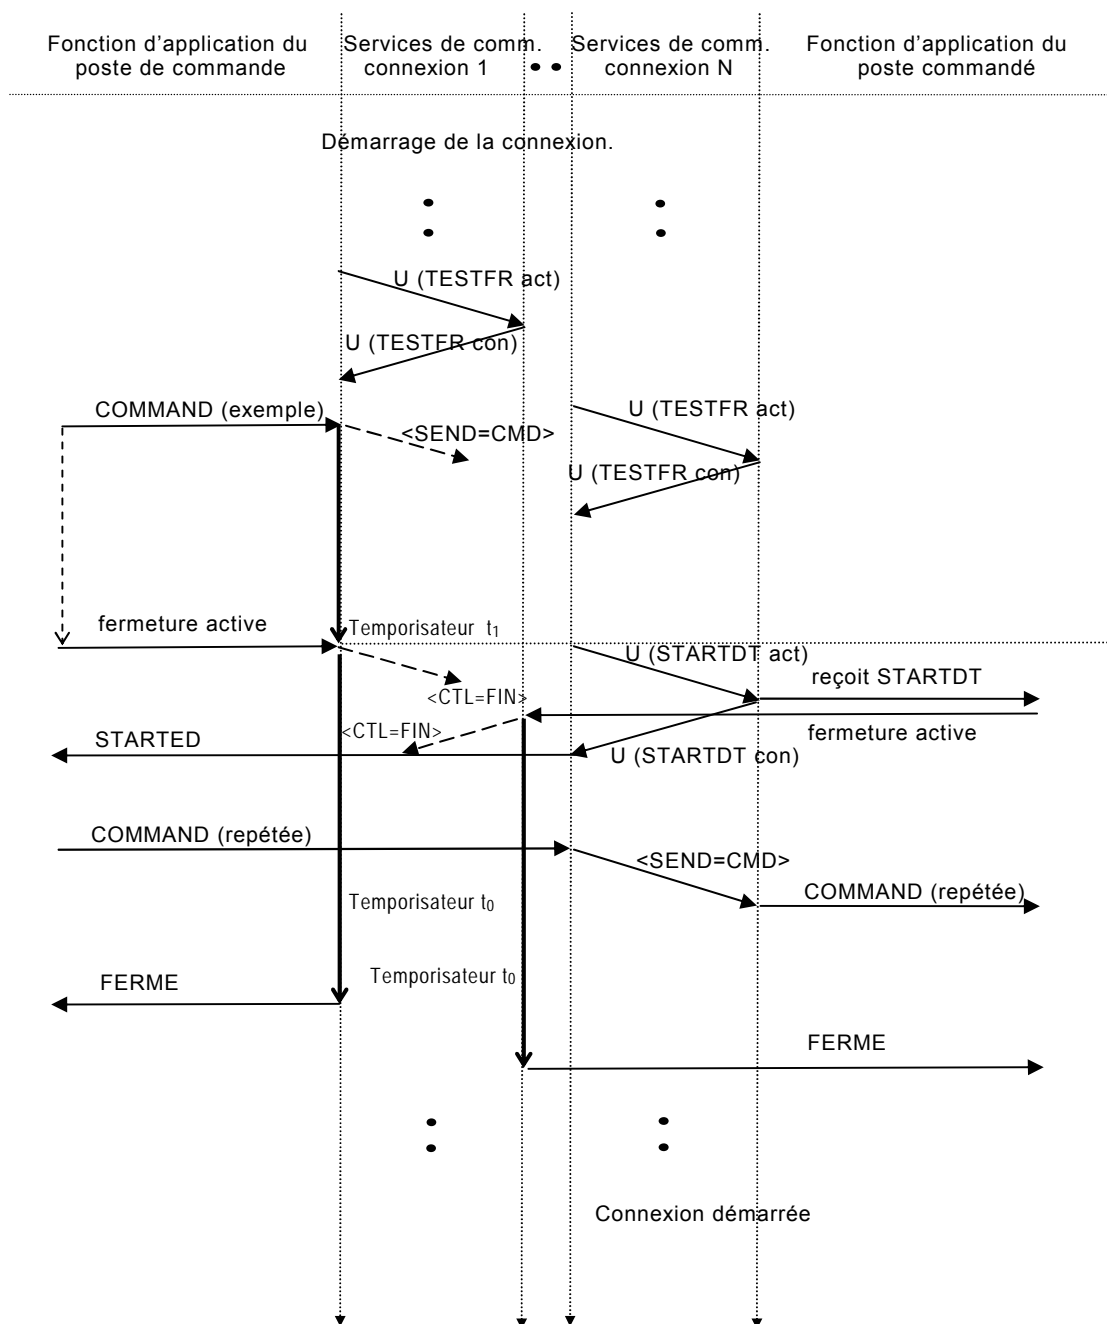 Fonction d'application du
poste de commande
Services de comm.
connexion 1
Services de comm.
connexion N
Fonction d'application du
poste commandé
Démarrage de la connexion.
U (TESTFR act)
U (TESTFR con)
COMMAND (exemple)
<SEND=CMD>
U (TESTFR act)
U (TESTFR con)
fermeture active
Temporisateur t1
U (STARTDT act)
reçoit STARTDT
<CTL=FIN>
<CTL=FIN>
fermeture active
STARTED
U (STARTDT con)
COMMAND (repétée)
<SEND=CMD>
COMMAND (repétée)
Temporisateur t0
Temporisateur t0
FERME
FERME
Connexion démarrée